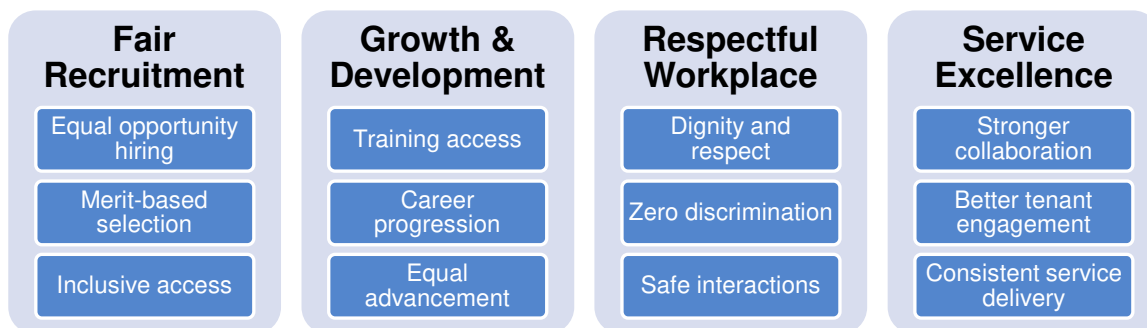 Fair
Recruitment
Equal opportunity
hiring
Merit-based
selection
Inclusive access
Growth &
Development
Training access
Career
progression
Equal
advancement
Respectful
Workplace
Dignity and
respect
Zero discrimination
Safe interactions
Service
Excellence
Stronger
collaboration
Better tenant
engagement
Consistent service
delivery